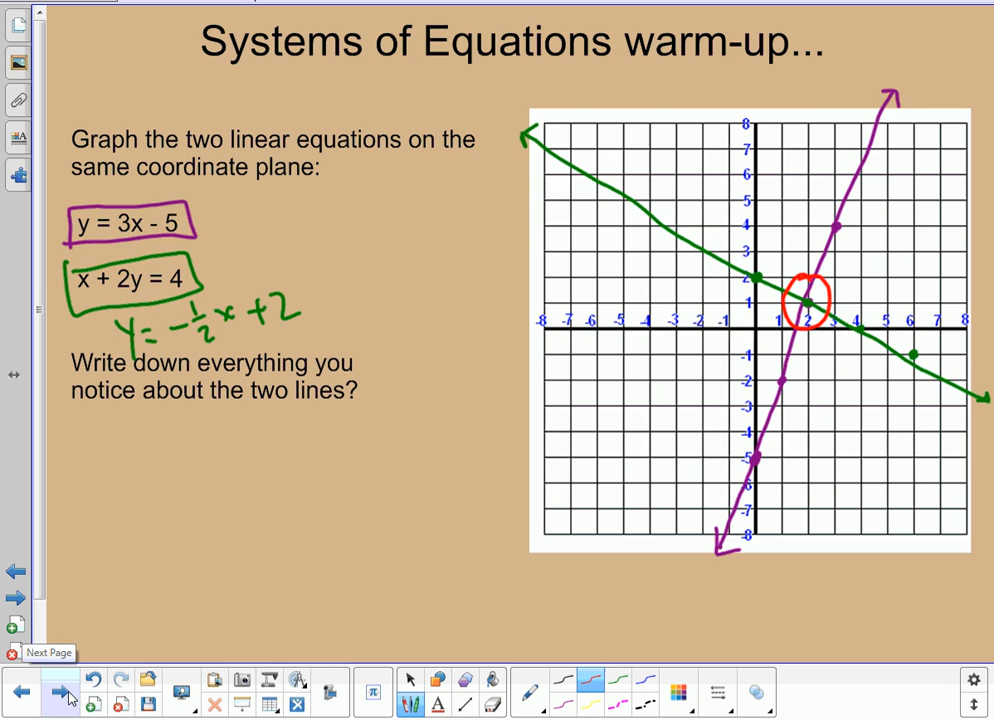 Systems of Equations warm-up...
Graph the two linear equations on the
same coordinate plane:
y = 3x - 5
x + 2y = 4
y = -1/2x + 2
Write down everything you
notice about the two lines?
8
7
6
5
4
3
2
1
-8 -7 -6 -5 -4 -3 -2 -1 1 2 3 4 5 6 7 8
-1
-2
-3
-4
-5
-6
-7
-8
Next Page
π
A